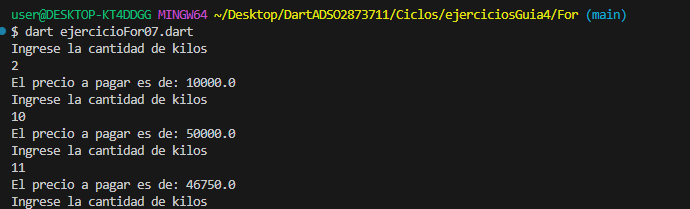 user@DESKTOP-KT4DDGG MINGW64 ~/Desktop/DartADSO2873711/Ciclos/ejerciciosGuia4/For (main)
$ dart ejercicioFor07.dart
Ingrese la cantidad de kilos
2
El precio a pagar es de: 10000.0
Ingrese la cantidad de kilos
10
El precio a pagar es de: 50000.0
Ingrese la cantidad de kilos
11
El precio a pagar es de: 46750.0
Ingrese la cantidad de kilos